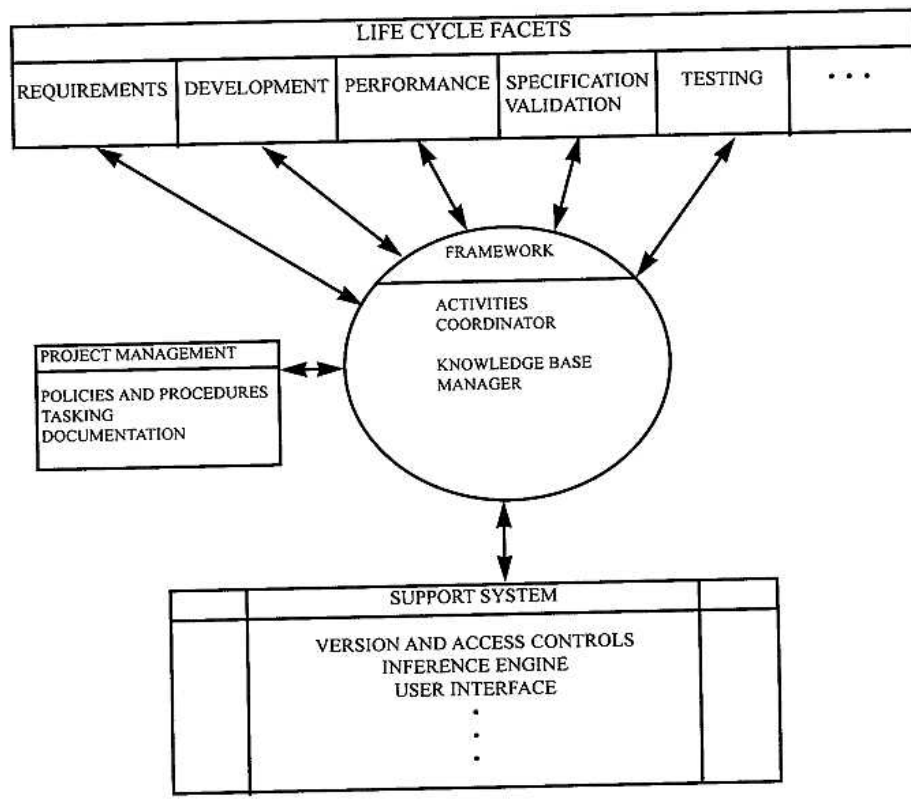 LIFE CYCLE FACETS
REQUIREMENTS
DEVELOPMENT
PERFORMANCE
SPECIFICATION
VALIDATION
TESTING
• • •
FRAMEWORK
ACTIVITIES
COORDINATOR
KNOWLEDGE BASE
MANAGER
PROJECT MANAGEMENT
POLICIES AND PROCEDURES
TASKING
DOCUMENTATION
SUPPORT SYSTEM
VERSION AND ACCESS CONTROLS
INFERENCE ENGINE
USER INTERFACE
•
•
•